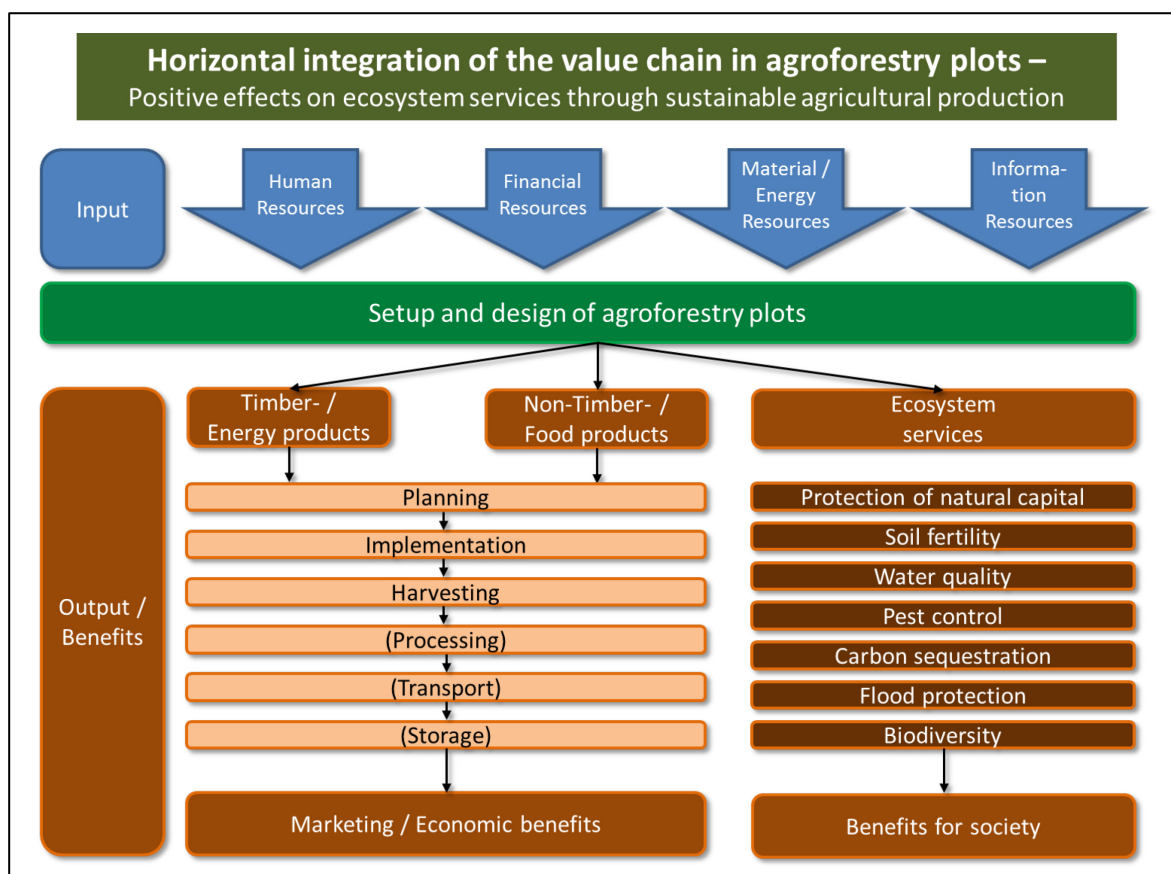 Horizontal integration of the value chain in agroforestry plots –
Positive effects on ecosystem services through sustainable agricultural production
Input
Human
Resources
Financial
Resources
Material /
Energy
Resources
Informa-
tion
Resources
Setup and design of agroforestry plots
Output /
Benefits
Timber- /
Energy products
Non-Timber- /
Food products
Planning
Implementation
Harvesting
(Processing)
(Transport)
(Storage)
Marketing / Economic benefits
Ecosystem
services
Protection of natural capital
Soil fertility
Water quality
Pest control
Carbon sequestration
Flood protection
Biodiversity
Benefits for society